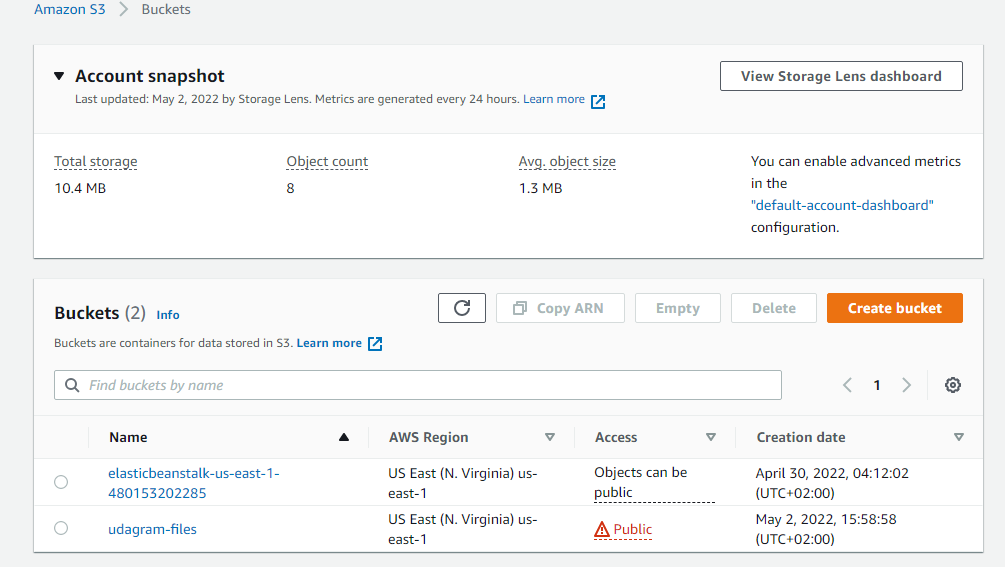 Amazon S3 > Buckets
Account snapshot
View Storage Lens dashboard
Last updated: May 2, 2022 by Storage Lens. Metrics are generated every 24 hours. Learn more
Total storage
10.4 MB
Object count
8
Avg. object size
1.3 MB
You can enable advanced metrics
in the
"default-account-dashboard"
configuration.
Buckets (2) Info
Copy ARN
Empty
Delete
Create bucket
Buckets are containers for data stored in S3. Learn more
Find buckets by name
1
Name
AWS Region
Access
Creation date
elasticbeanstalk-us-east-1-
480153202285
US East (N. Virginia) us-
east-1
Objects can be
public
April 30, 2022, 04:12:02
(UTC+02:00)
udagram-files
US East (N. Virginia) us-
east-1
Public
May 2, 2022, 15:58:58
(UTC+02:00)